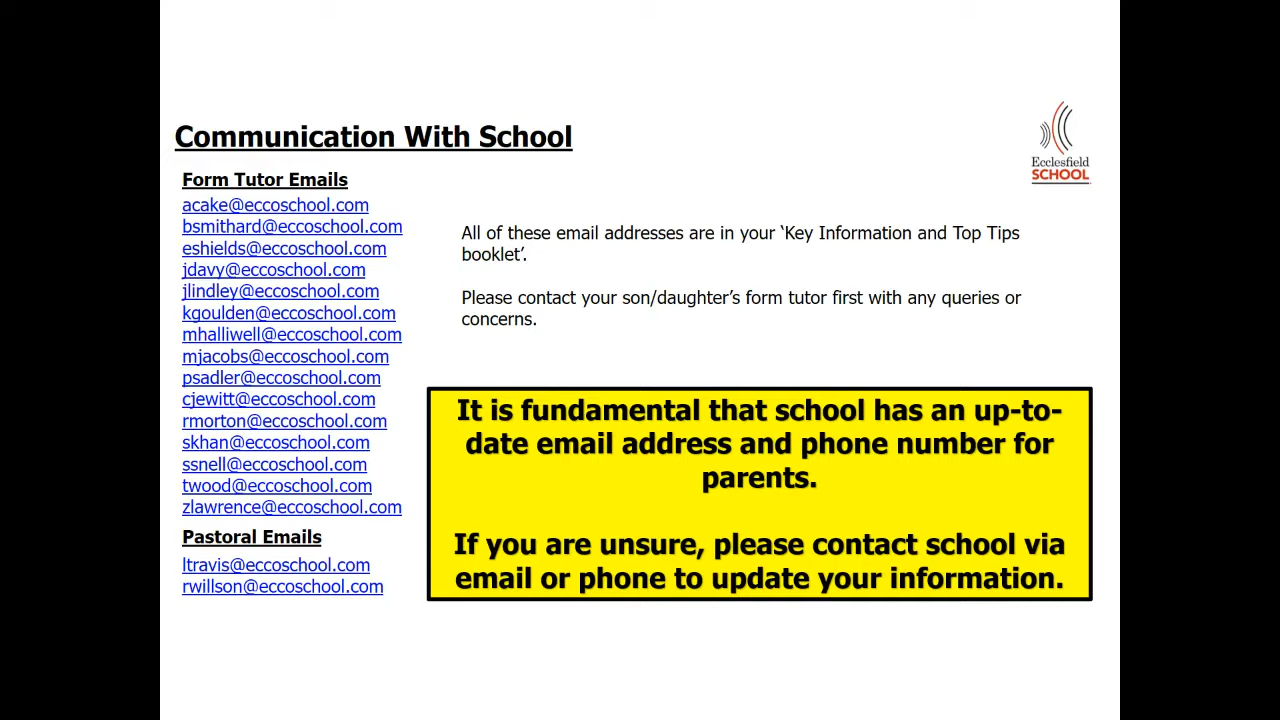 Communication With School
Ecclesfield
SCHOOL
Form Tutor Emails
acake@eccoschool.com
bsmithard@eccoschool.com
eshields@eccoschool.com
jdavy@eccoschool.com
jlindley@eccoschool.com
kgoulden@eccoschool.com
mhalliwell@eccoschool.com
mjacobs@eccoschool.com
psadler@eccoschool.com
cjewitt@eccoschool.com
rmorton@eccoschool.com
skhan@eccoschool.com
ssnell@eccoschool.com
twood@eccoschool.com
zlawrence@eccoschool.com
Pastoral Emails
ltravis@eccoschool.com
rwillson@eccoschool.com
All of these email addresses are in your ‘Key Information and Top Tips
booklet’.
Please contact your son/daughter’s form tutor first with any queries or
concerns.
It is fundamental that school has an up-to-
date email address and phone number for
parents.
If you are unsure, please contact school via
email or phone to update your information.